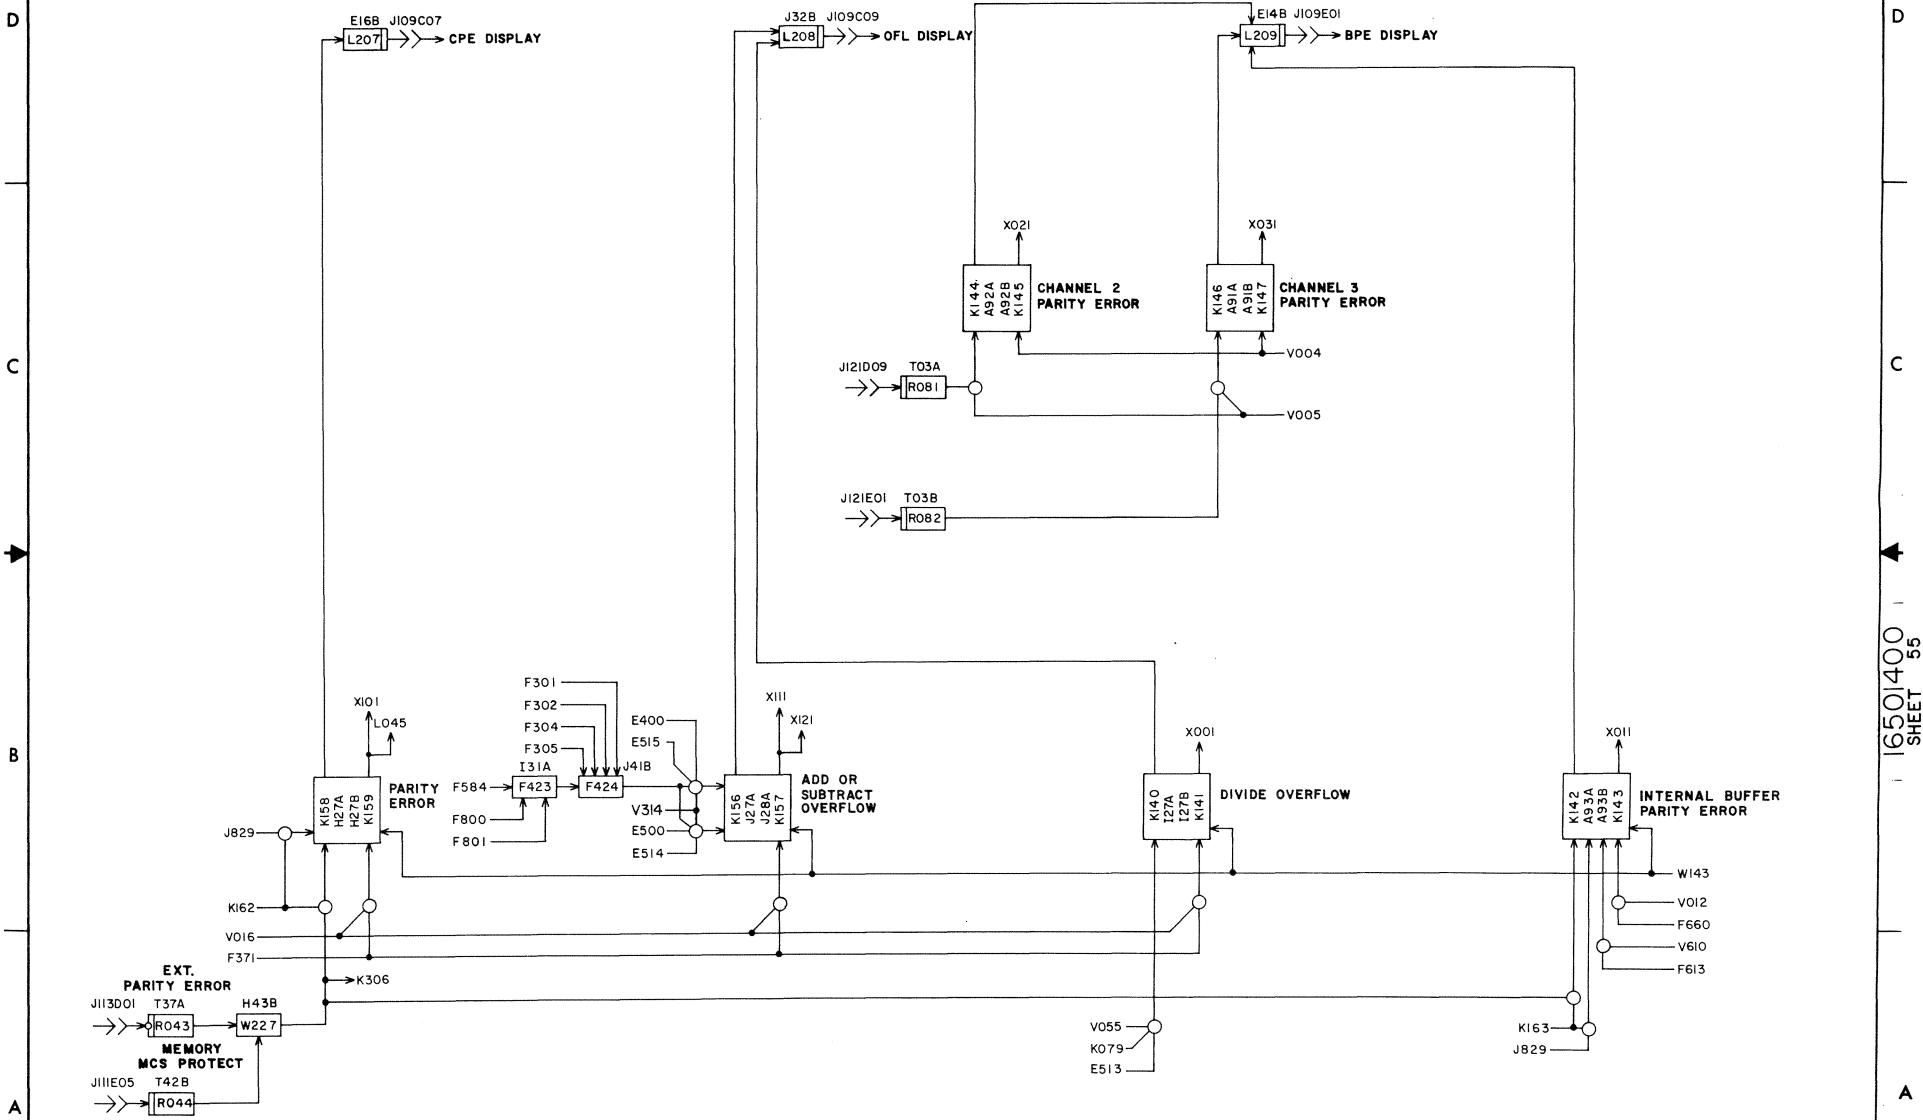 D
E16B J109C07
L207
CPE DISPLAY
J32B J109C09
L208
OFL DISPLAY
E14B J109E01
L209
BPE DISPLAY
D
X021
K144
A92A
A92B
K145
CHANNEL 2
PARITY ERROR
X031
K146
A91A
A91B
K147
CHANNEL 3
PARITY ERROR
V004
C
J121D09 T03A
R081
V005
C
J121E01 T03B
R082
16501400
SHEET 55
X101
L045
K158
H27A
H27B
K159
PARITY
ERROR
F301
F302
F304
F305
I31A
F584
F423
F800
F801
J41B
F424
E400
E515
V314
E500
E514
X111
X121
K156
J27A
J28A
K157
ADD OR
SUBTRACT
OVERFLOW
X001
K140
I27A
I27B
K141
DIVIDE OVERFLOW
X011
K142
A93A
A93B
K143
INTERNAL BUFFER
PARITY ERROR
B
B
J829
W143
K162
V012
F660
V016
V610
F371
F613
K306
EXT.
PARITY ERROR
J113D01 T37A
R043
H43B
W227
MEMORY
MCS PROTECT
J111E05 T42B
R044
V055
K079
E513
K163
J829
A
A